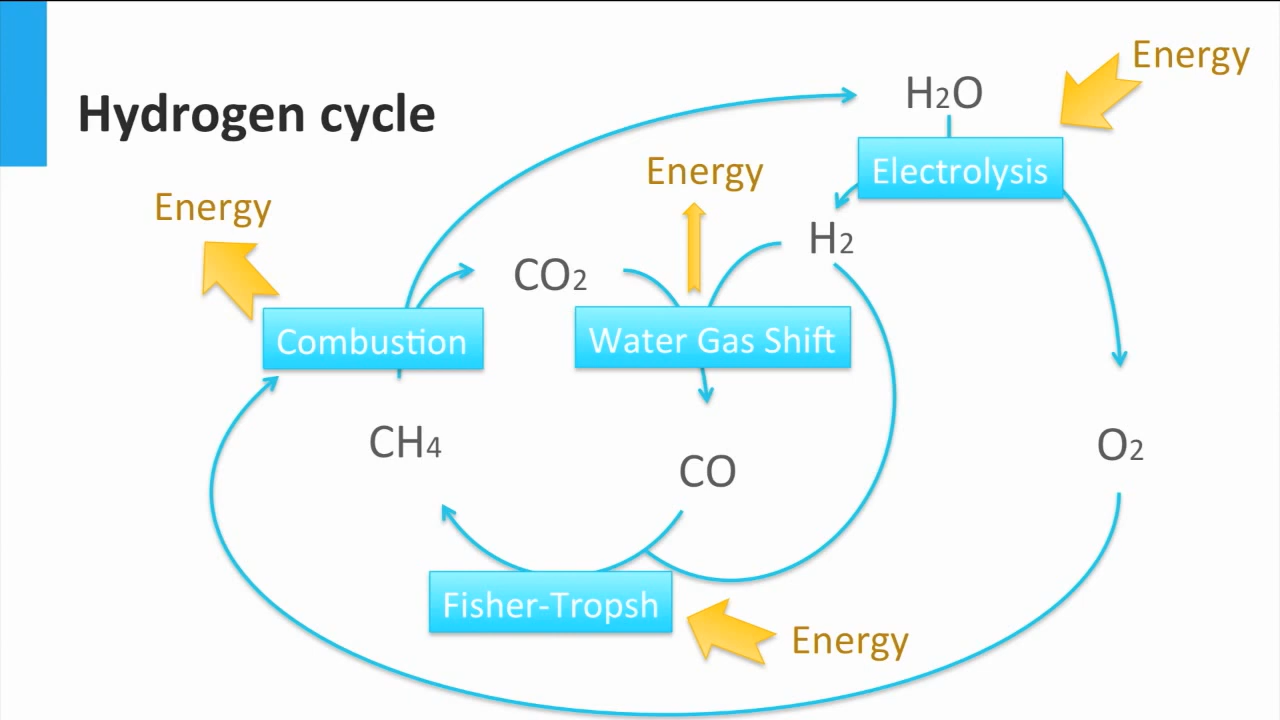 Hydrogen cycle
Energy
H2O
Electrolysis
Energy
Energy
H2
CO2
Combustion
Water Gas Shift
CH4
CO
O2
Fisher-Tropsh
Energy